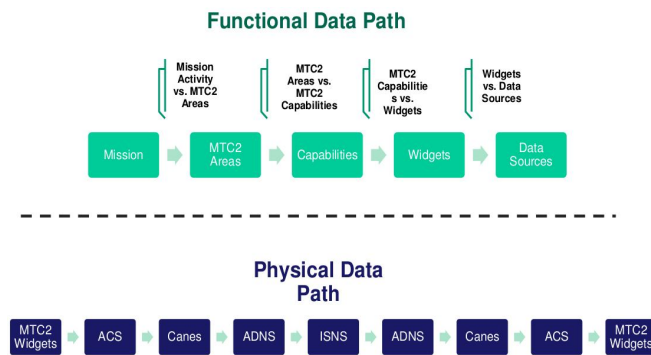 Functional Data Path
Mission
Activity
vs. MTC2
Areas
MTC2
Areas vs.
MTC2
Capabilities
MTC2
Capabilitie
s vs.
Widgets
Widgets
vs. Data
Sources
Mission
MTC2
Areas
Capabilities
Widgets
Data
Sources
Physical Data
Path
MTC2
Widgets
ACS
Canes
ADNS
ISNS
ADNS
Canes
ACS
MTC2
Widgets